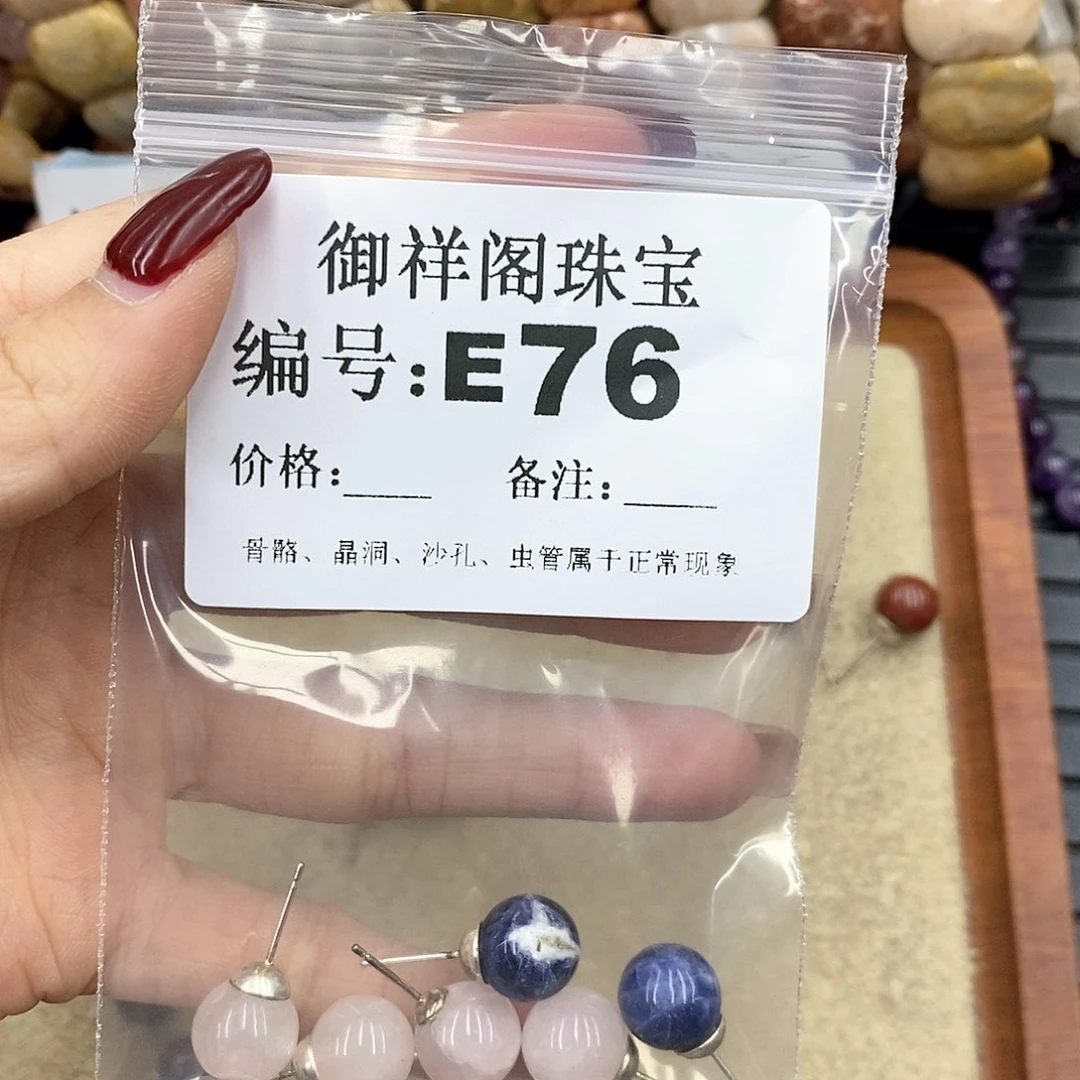 御祥阁珠宝
编号:E76
价格:____ 备注:____
骨骼、晶洞、沙孔、虫管属于正常现象